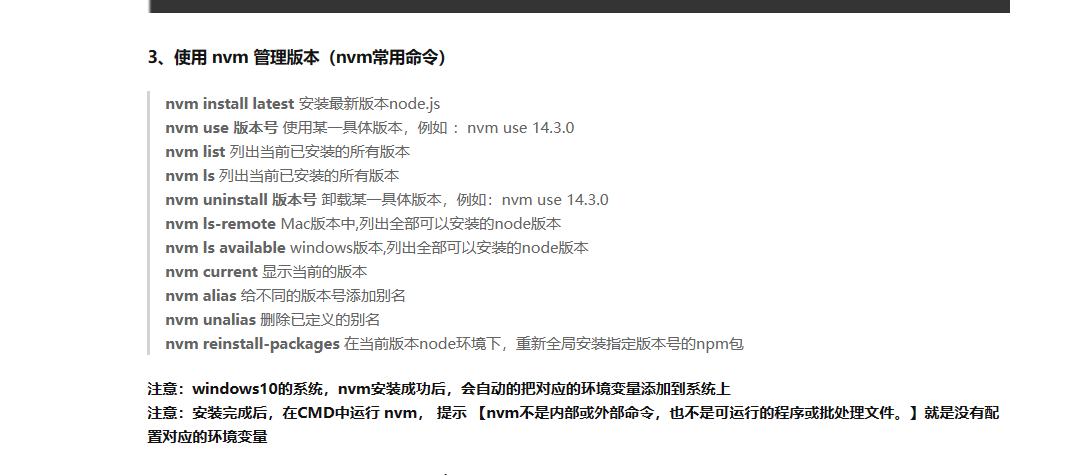 3、使用 nvm 管理版本（nvm常用命令）
nvm install latest 安装最新版本node.js
nvm use 版本号 使用某一具体版本，例如 ：nvm use 14.3.0
nvm list 列出当前已安装的所有版本
nvm ls 列出当前已安装的所有版本
nvm uninstall 版本号 卸载某一具体版本，例如：nvm use 14.3.0
nvm ls-remote Mac版本中,列出全部可以安装的node版本
nvm ls available windows版本,列出全部可以安装的node版本
nvm current 显示当前的版本
nvm alias 给不同的版本号添加别名
nvm unalias 删除已定义的别名
nvm reinstall-packages 在当前版本node环境下，重新全局安装指定版本号的npm包
注意：windows10的系统，nvm安装成功后，会自动的把对应的环境变量添加到系统上
注意：安装完成后，在CMD中运行 nvm， 提示 【nvm不是内部或外部命令，也不是可运行的程序或批处理文件。】就是没有配
置对应的环境变量